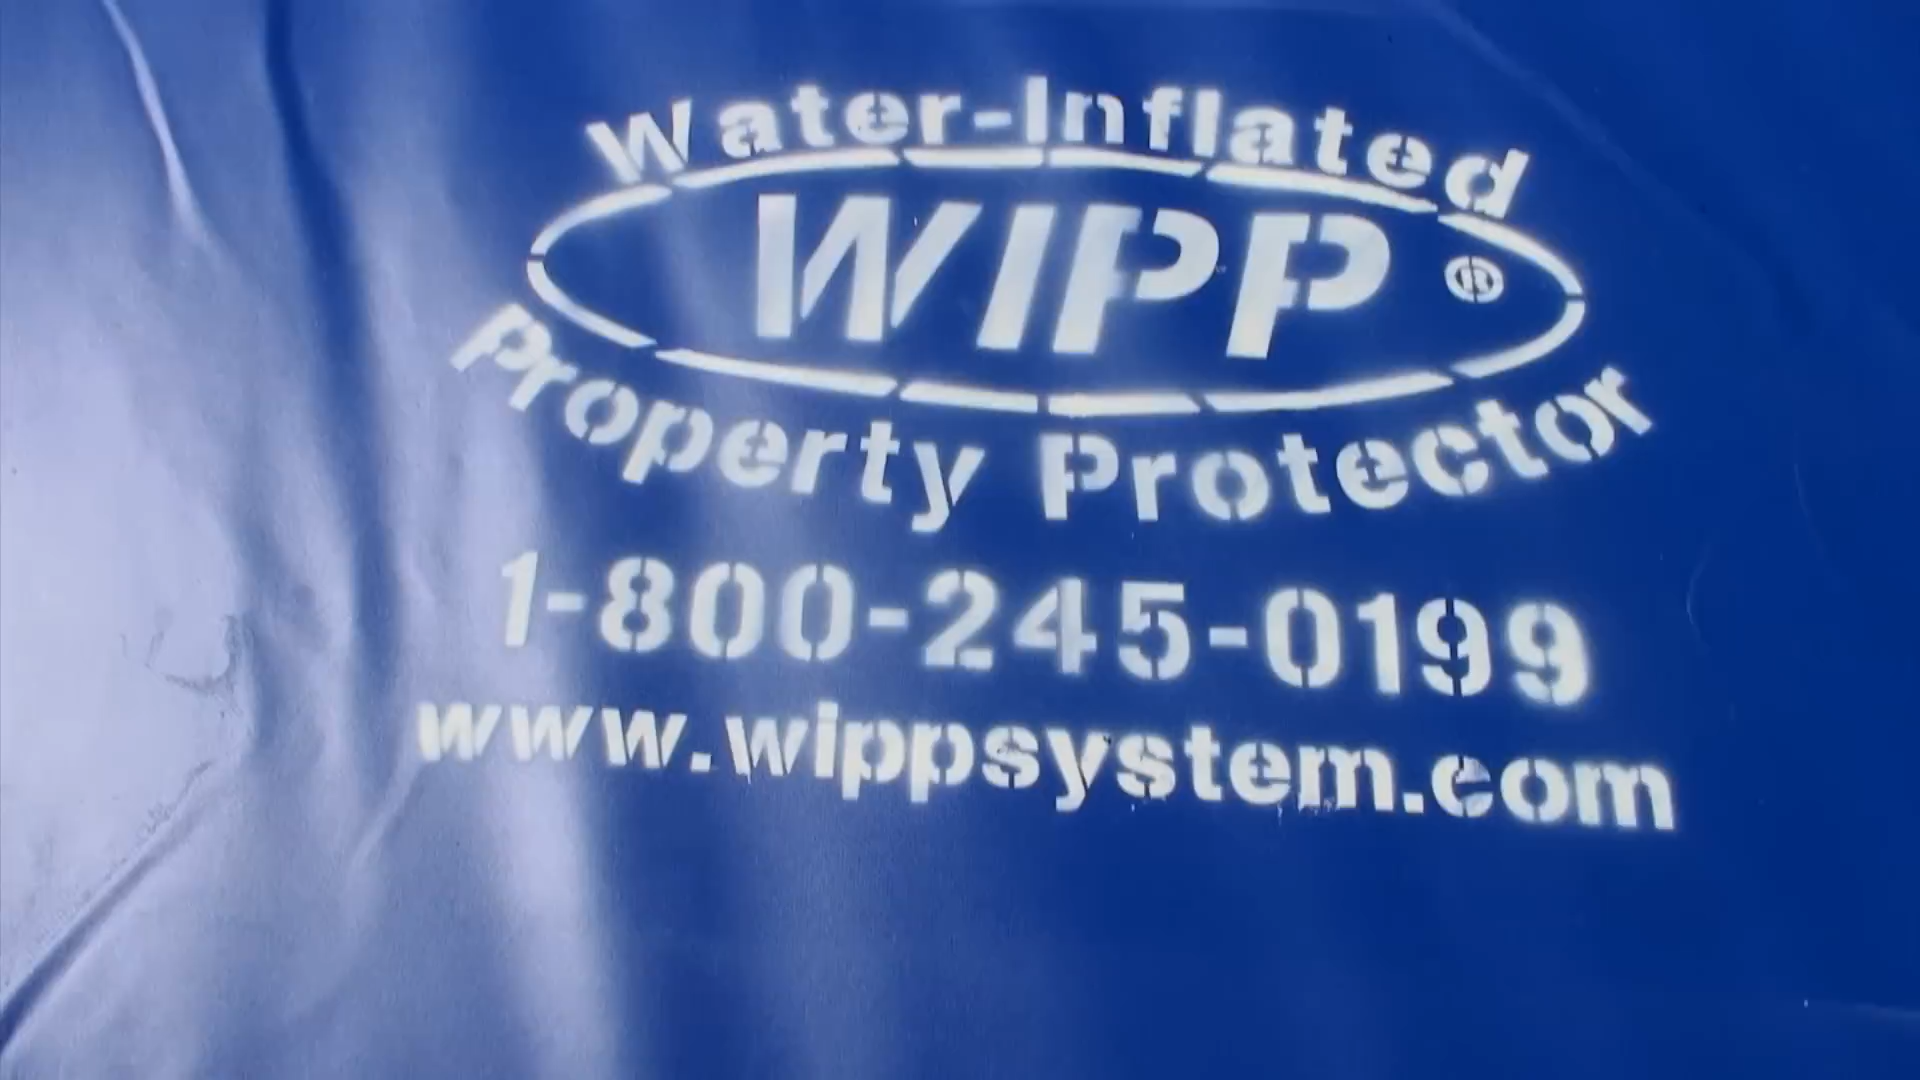 Water-Inflated
WIPP®
Property Protector
1-800-245-0199
www.wippsystem.com